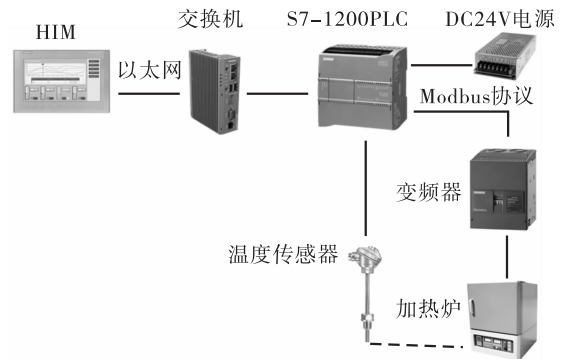 HIM
交换机
S7-1200PLC
DC24V电源
以太网
Modbus协议
变频器
温度传感器
加热炉